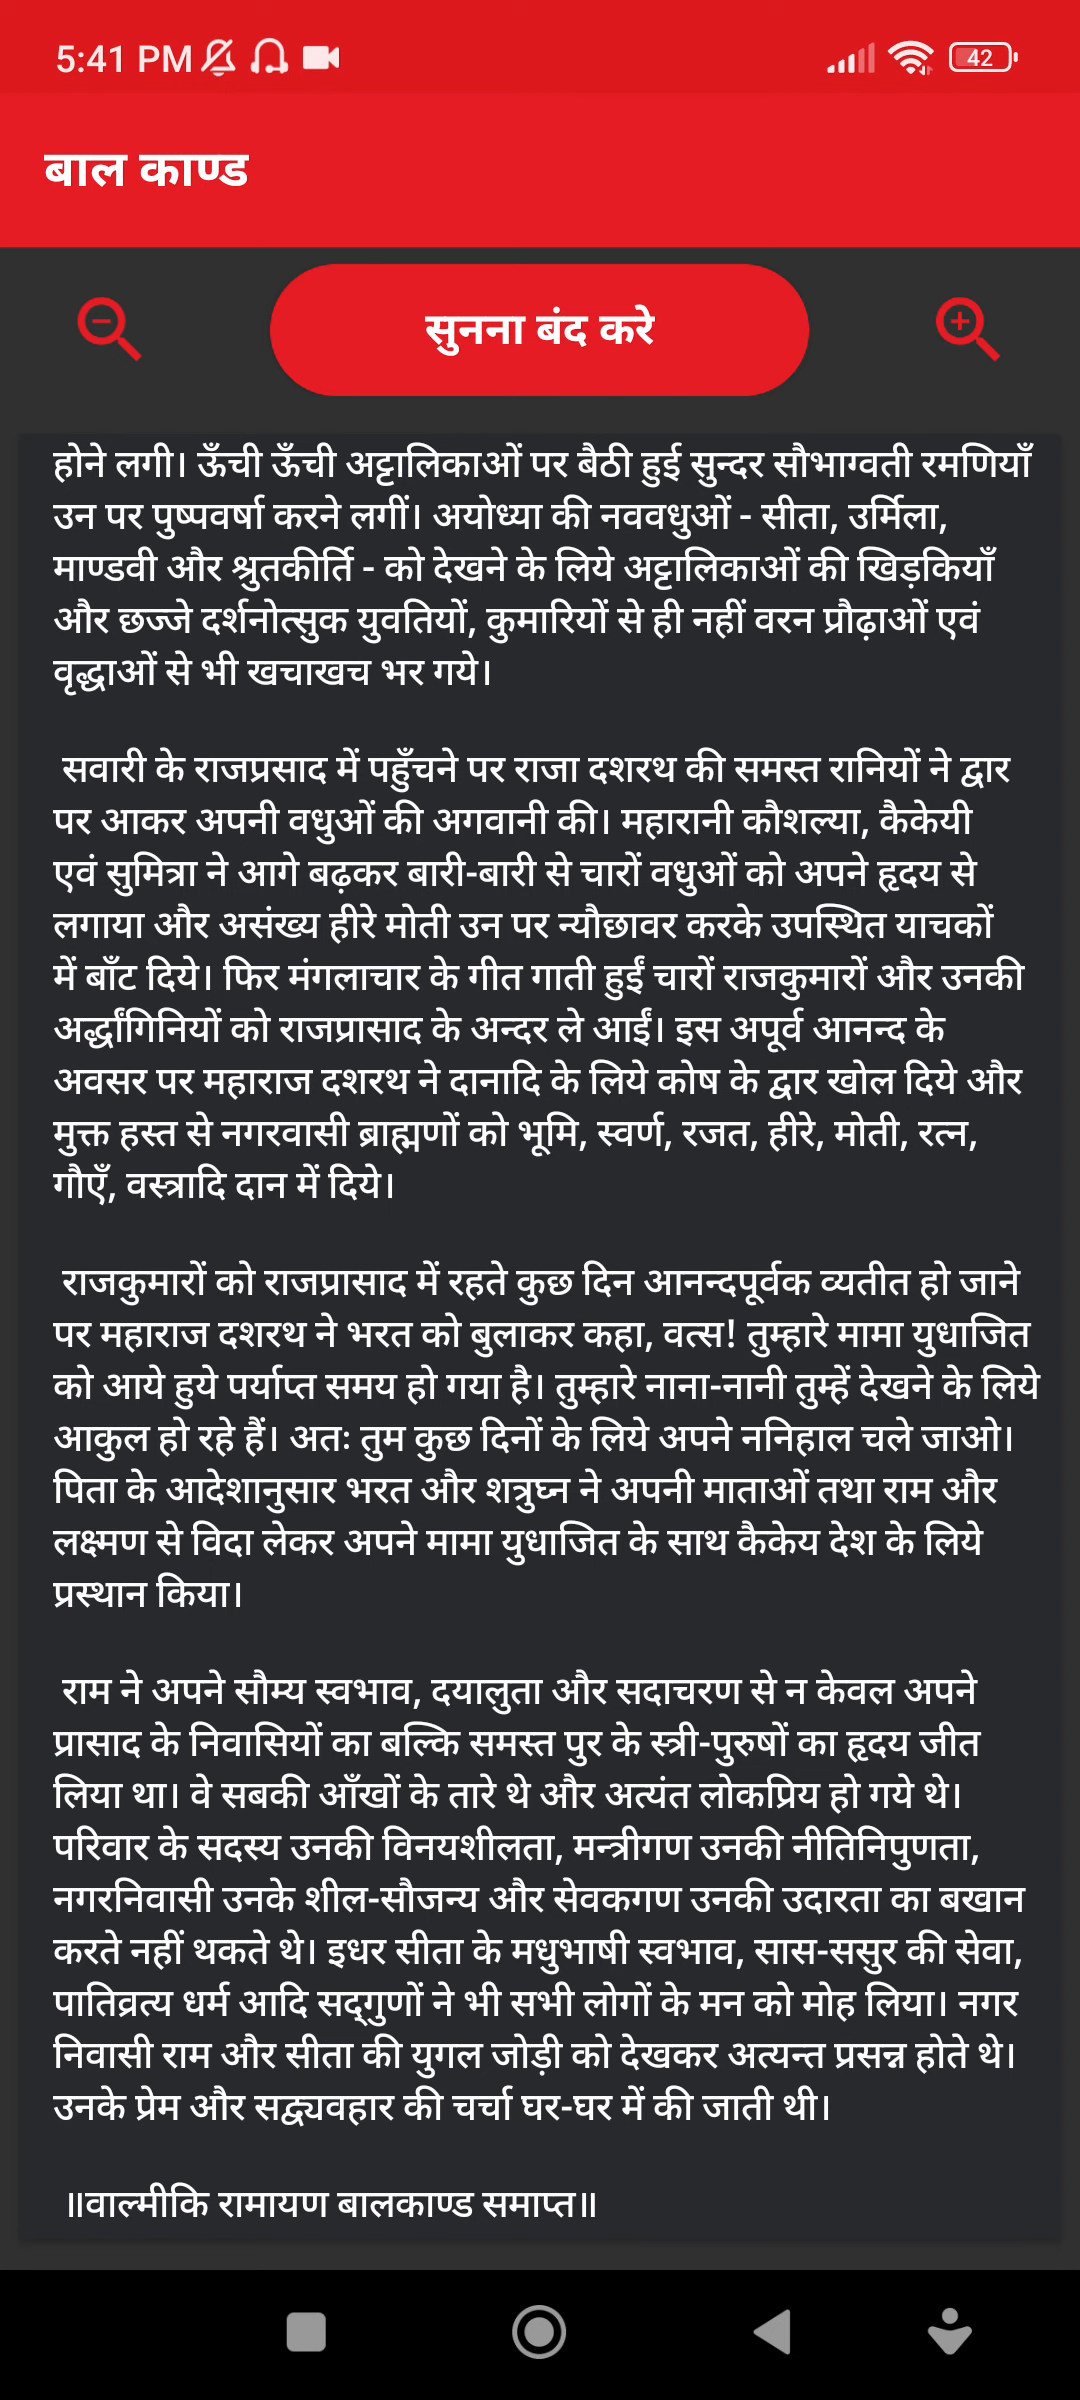 5:41 PM
42
बाल काण्ड
सुनना बंद करे
होने लगी। ऊँची ऊँची अट्टालिकाओं पर बैठी हुई सुन्दर सौभाग्वती रमणियाँ
उन पर पुष्पवर्षा करने लगीं। अयोध्या की नववधुओं - सीता, उर्मिला,
माण्डवी और श्रुतकीर्ति - को देखने के लिये अट्टालिकाओं की खिड़कियाँ
और छज्जे दर्शनोत्सुक युवतियों, कुमारियों से ही नहीं वरन प्रौढ़ाओं एवं
वृद्धाओं से भी खचाखच भर गये।
सवारी के राजप्रसाद में पहुँचने पर राजा दशरथ की समस्त रानियों ने द्वार
पर आकर अपनी वधुओं की अगवानी की। महारानी कौशल्या, कैकेयी
एवं सुमित्रा ने आगे बढ़कर बारी-बारी से चारों वधुओं को अपने हृदय से
लगाया और असंख्य हीरे मोती उन पर न्यौछावर करके उपस्थित याचकों
में बाँट दिये। फिर मंगलाचार के गीत गाती हुईं चारों राजकुमारों और उनकी
अर्द्धांगिनियों को राजप्रासाद के अन्दर ले आईं। इस अपूर्व आनन्द के
अवसर पर महाराज दशरथ ने दानादि के लिये कोष के द्वार खोल दिये और
मुक्त हस्त से नगरवासी ब्राह्मणों को भूमि, स्वर्ण, रजत, हीरे, मोती, रत्न,
गौएँ, वस्त्रादि दान में दिये।
राजकुमारों को राजप्रासाद में रहते कुछ दिन आनन्दपूर्वक व्यतीत हो जाने
पर महाराज दशरथ ने भरत को बुलाकर कहा, वत्स! तुम्हारे मामा युधाजित
को आये हुये पर्याप्त समय हो गया है। तुम्हारे नाना-नानी तुम्हें देखने के लिये
आकुल हो रहे हैं। अतः तुम कुछ दिनों के लिये अपने ननिहाल चले जाओ।
पिता के आदेशानुसार भरत और शत्रुघ्न ने अपनी माताओं तथा राम और
लक्ष्मण से विदा लेकर अपने मामा युधाजित के साथ कैकेय देश के लिये
प्रस्थान किया।
राम ने अपने सौम्य स्वभाव, दयालुता और सदाचरण से न केवल अपने
प्रासाद के निवासियों का बल्कि समस्त पुर के स्त्री-पुरुषों का हृदय जीत
लिया था। वे सबकी आँखों के तारे थे और अत्यंत लोकप्रिय हो गये थे।
परिवार के सदस्य उनकी विनयशीलता, मन्त्रीगण उनकी नीतिनिपुणता,
नगरनिवासी उनके शील-सौजन्य और सेवकगण उनकी उदारता का बखान
करते नहीं थकते थे। इधर सीता के मधुभाषी स्वभाव, सास-ससुर की सेवा,
पातिव्रत्य धर्म आदि सद्‌गुणों ने भी सभी लोगों के मन को मोह लिया। नगर
निवासी राम और सीता की युगल जोड़ी को देखकर अत्यन्त प्रसन्न होते थे।
उनके प्रेम और सद्व्यवहार की चर्चा घर-घर में की जाती थी।
॥वाल्मीकि रामायण बालकाण्ड समाप्त॥